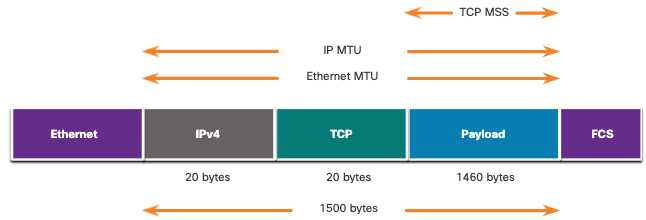 TCP MSS
IP MTU
Ethernet MTU
Ethernet IPv4 TCP Payload FCS
20 bytes 20 bytes 1460 bytes
1500 bytes